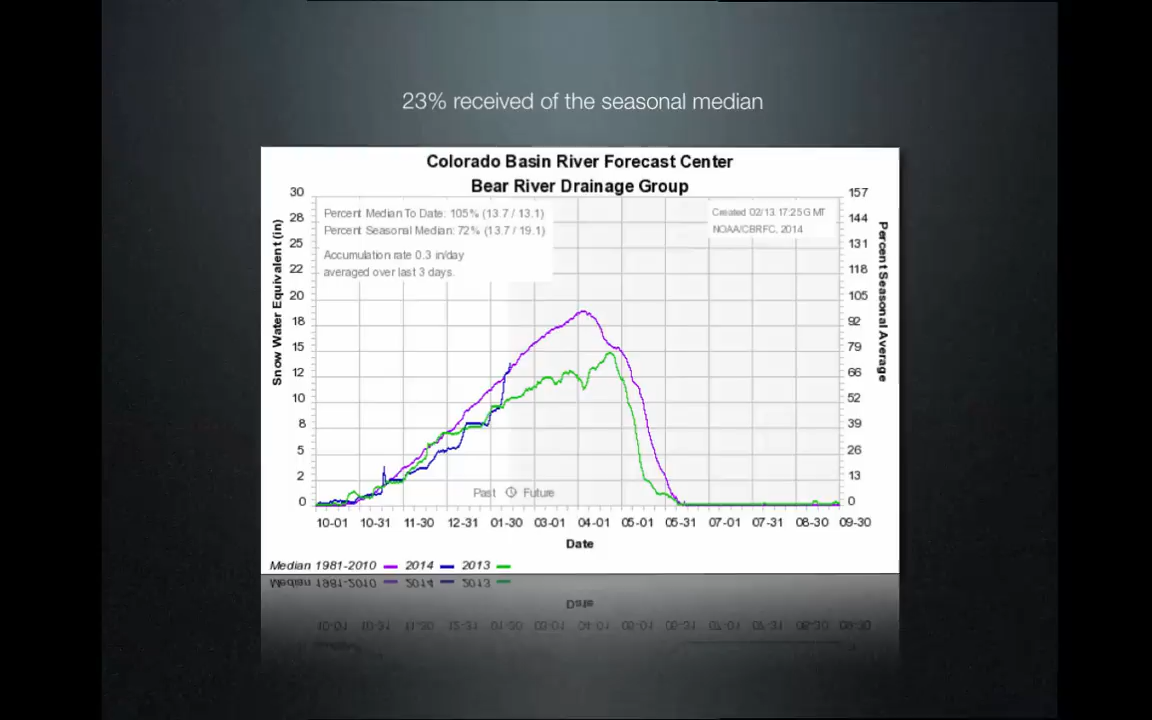 23% received of the seasonal median
Colorado Basin River Forecast Center
Bear River Drainage Group
Percent Median To Date: 105% (13.7 / 13.1)
Percent Seasonal Median: 72% (13.7 / 19.1)
Accumulation rate 0.3 in/day
averaged over last 3 days.
Created 02/13.17:25 GMT
NOAA/CBRFC, 2014
Snow Water Equivalent (in)
30
28
25
22
20
18
15
12
10
8
5
2
0
157
144
131
118
105
92
79
66
52
39
26
13
0
Percent Seasonal Average
Past Future
10-01 10-31 11-30 12-31 01-30 03-01 04-01 05-01 05-31 07-01 07-31 08-30 09-30
Date
Median 1981-2010 2014 2013